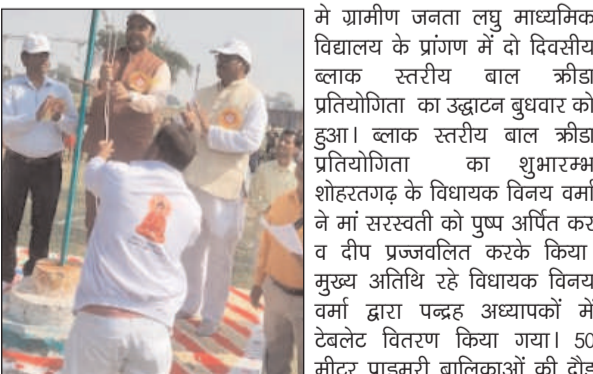 मे ग्रामीण जनता लघु माध्यमिक
विद्यालय के प्रांगण में दो दिवसीय
ब्लाक स्तरीय बाल क्रीडा
प्रतियोगिता का उद्घाटन बुधवार को
हुआ। ब्लाक स्तरीय बाल क्रीडा
प्रतियोगिता का शुभारम्भ
शोहरतगढ़ के विधायक विनय वर्मा
ने मां सरस्वती को पुष्प अर्पित कर
व दीप प्रज्जवलित करके किया
मुख्य अतिथि रहे विधायक विनय
वर्मा द्वारा पन्द्रह अध्यापकों में
टेबलेट वितरण किया गया। 50
मीटर प्राइमरी बालिकाओं की दौड़